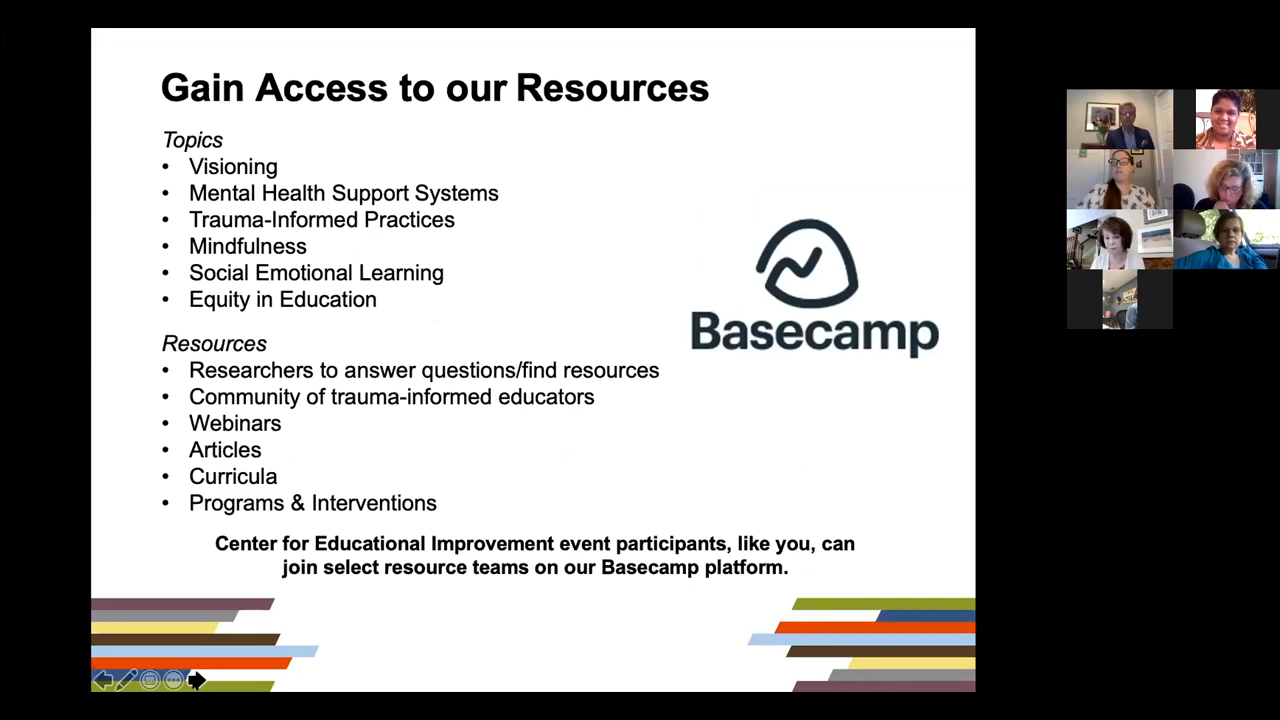 Gain Access to our Resources
Topics
• Visioning
• Mental Health Support Systems
• Trauma-Informed Practices
• Mindfulness
• Social Emotional Learning
• Equity in Education
Resources
• Researchers to answer questions/find resources
• Community of trauma-informed educators
• Webinars
• Articles
• Curricula
• Programs & Interventions
Basecamp
Center for Educational Improvement event participants, like you, can
join select resource teams on our Basecamp platform.